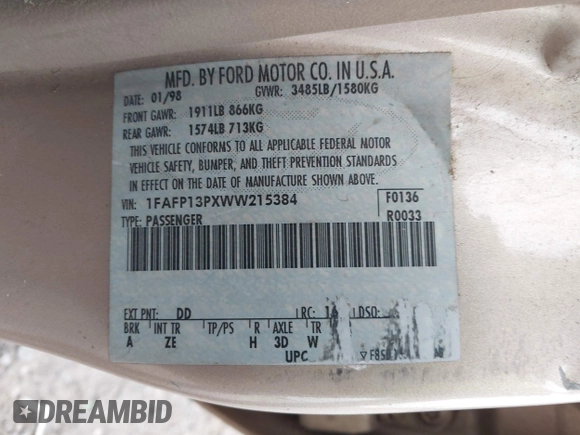 MFD. BY FORD MOTOR CO. IN U.S.A.
DATE: 01/98 GVWR: 3485LB/1580KG
FRONT GAWR: 1911LB 866KG
REAR GAWR: 1574LB 713KG
THIS VEHICLE CONFORMS TO ALL APPLICABLE FEDERAL MOTOR
VEHICLE SAFETY, BUMPER, AND THEFT PREVENTION STANDARDS
IN EFFECT ON THE DATE OF MANUFACTURE SHOWN ABOVE.
VIN: 1FAFP13PXWW215384 F0136
TYPE: PASSENGER R0033
EXT PNT: DD RC: DSO:
BRK INT TR TP/PS R AXLE TR
A ZE H 3D W
UPC
DREAMBID